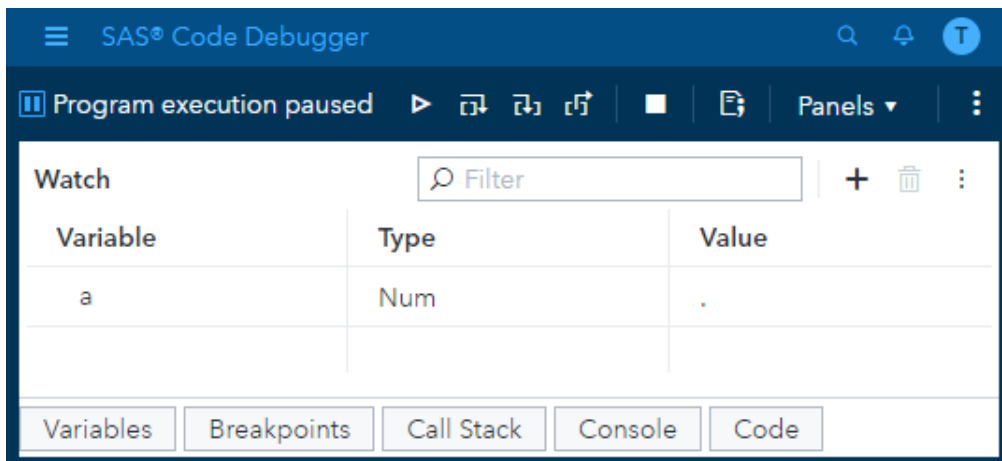 SAS® Code Debugger T
Program execution paused Panels
Watch Filter
Variable Type Value
a Num .
Variables Breakpoints Call Stack Console Code